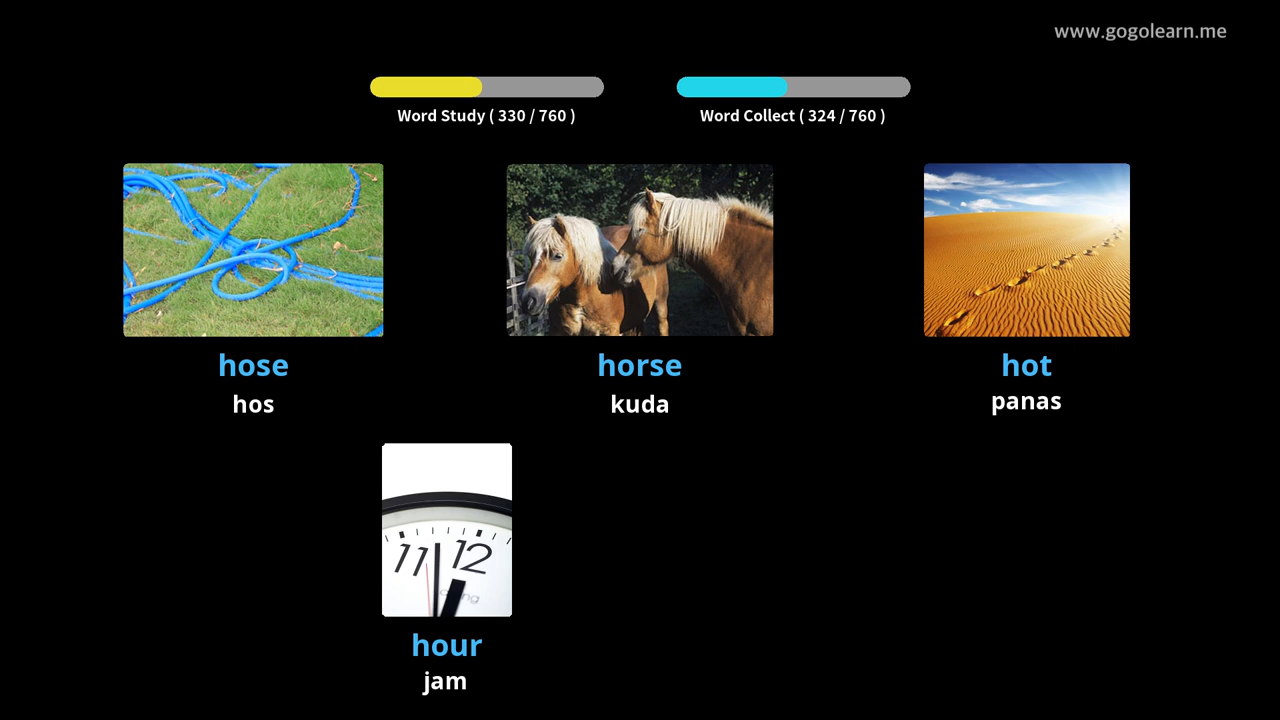 www.gogolearn.me
Word Study ( 330 / 760 )
Word Collect ( 324 / 760 )
hose
hos
horse
kuda
hot
panas
11 12
hour
jam